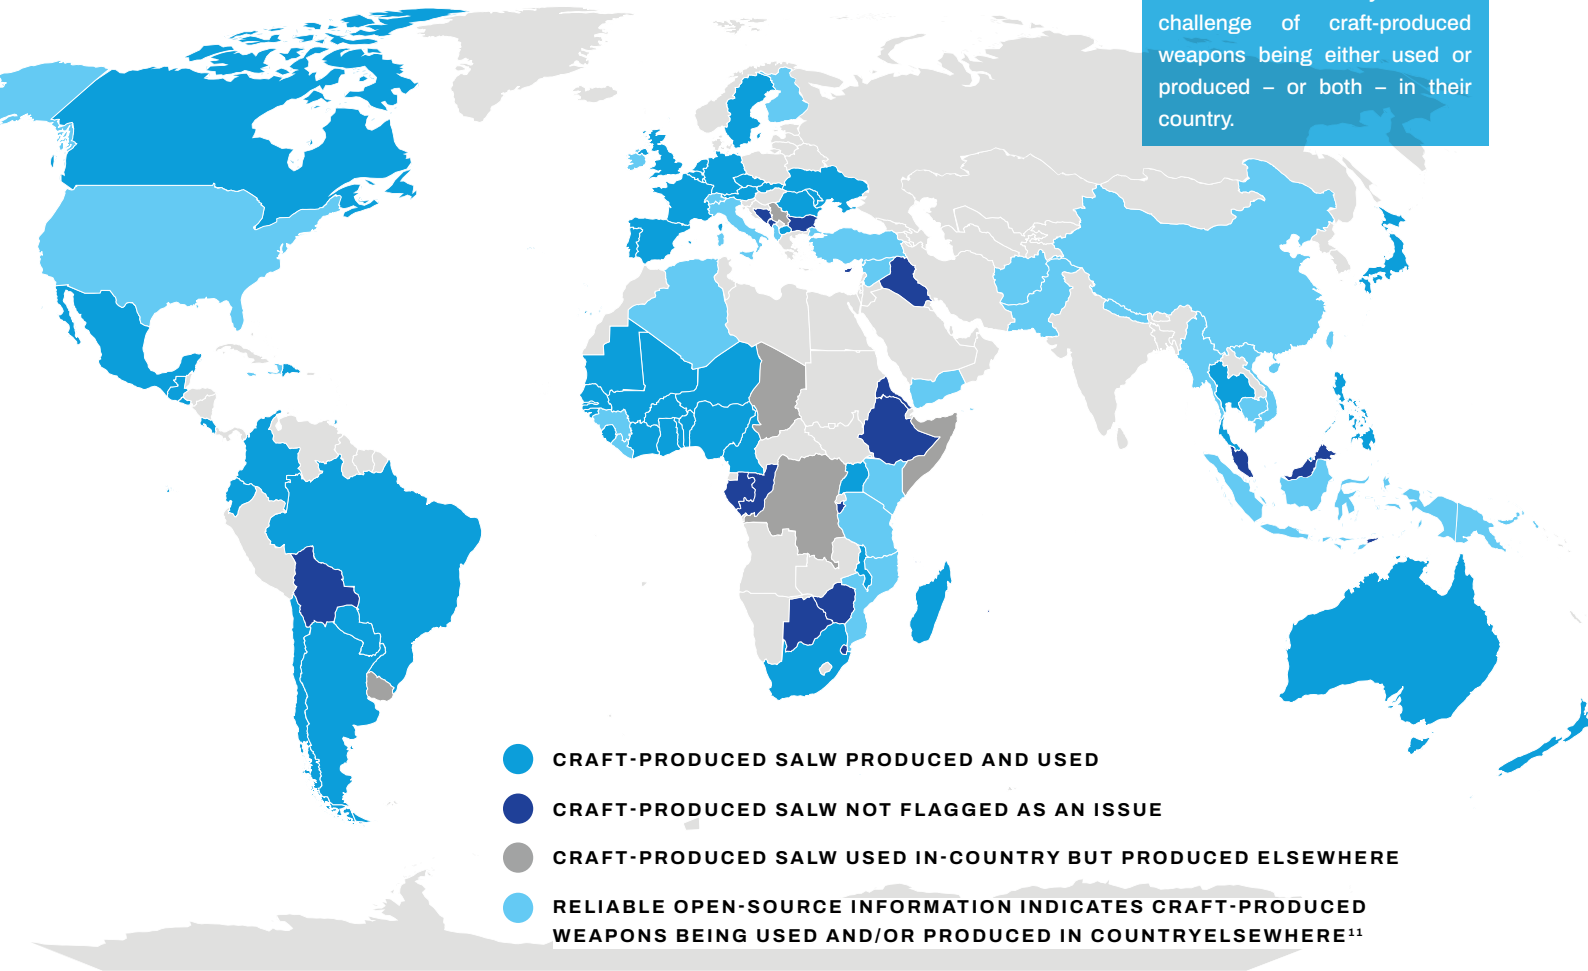 challenge of craft-produced
weapons being either used or
produced – or both – in their
country.
CRAFT-PRODUCED SALW PRODUCED AND USED
CRAFT-PRODUCED SALW NOT FLAGGED AS AN ISSUE
CRAFT-PRODUCED SALW USED IN-COUNTRY BUT PRODUCED ELSEWHERE
RELIABLE OPEN-SOURCE INFORMATION INDICATES CRAFT-PRODUCED
WEAPONS BEING USED AND/OR PRODUCED IN COUNTRYELSEWHERE¹¹